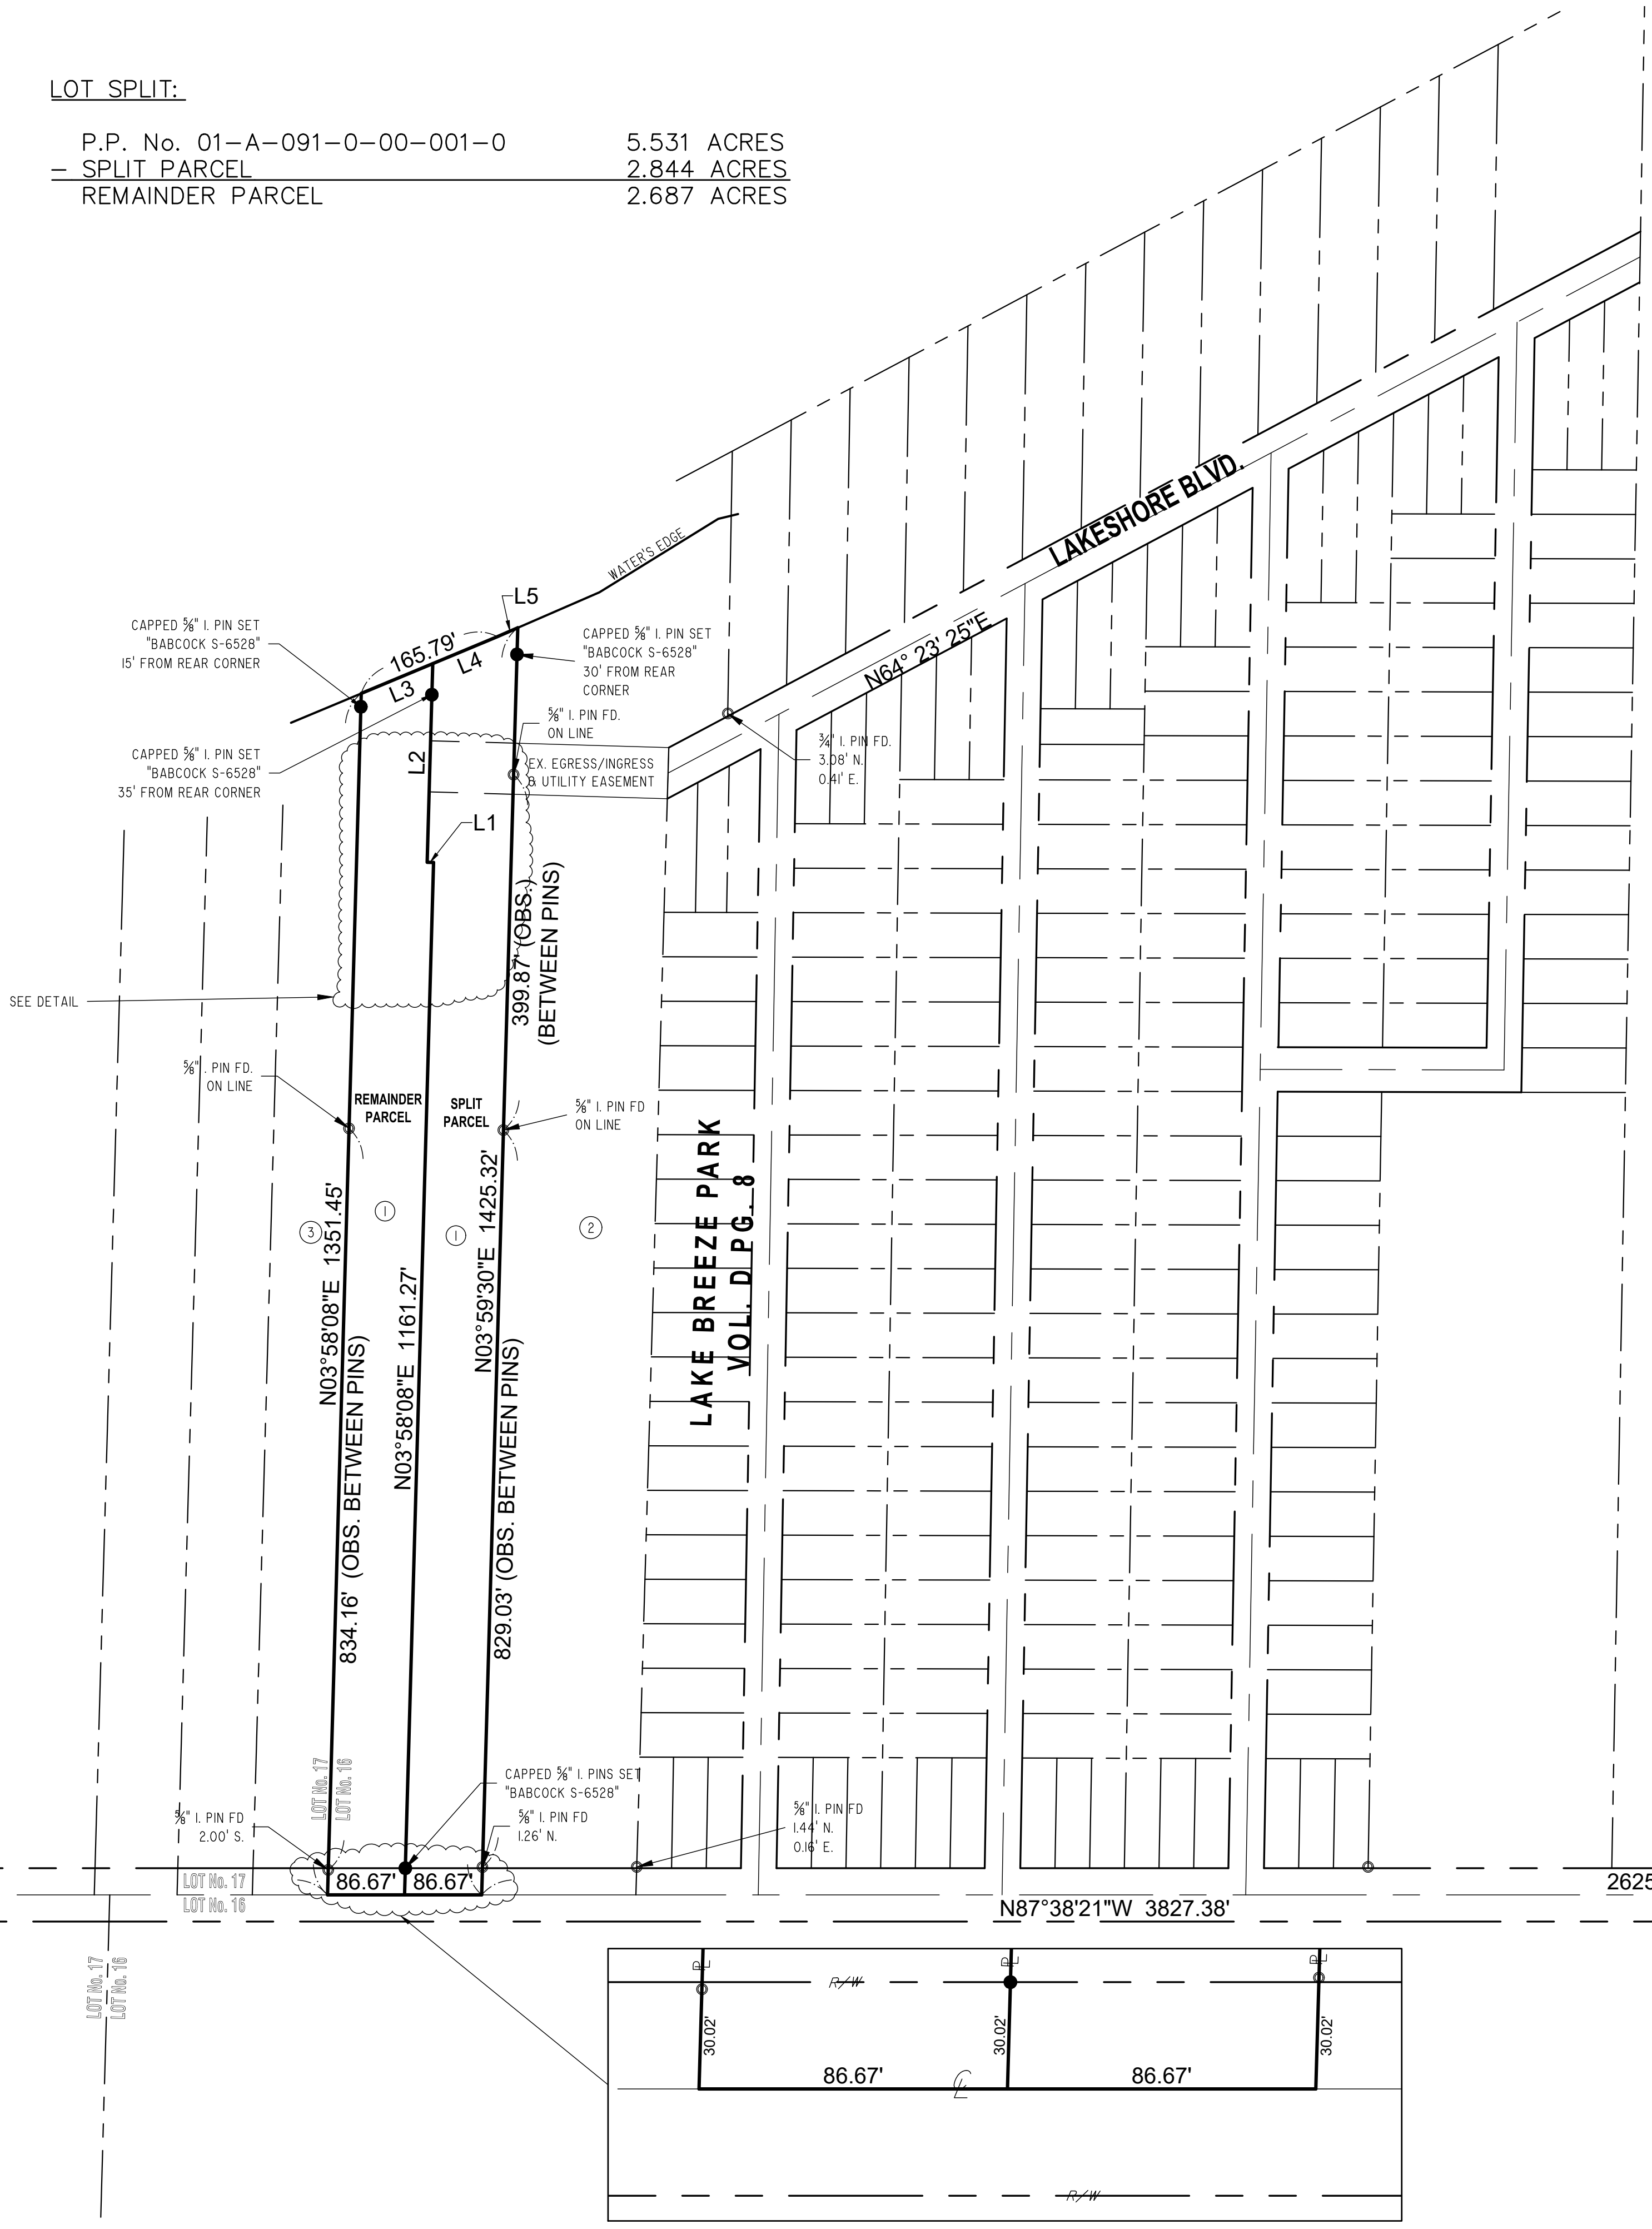 LOT SPLIT:
P.P. No. 01-A-091-0-00-001-0 5.531 ACRES
- SPLIT PARCEL 2.844 ACRES
REMAINDER PARCEL 2.687 ACRES
LAKESHORE BLVD.
N64° 23' 25"E
WATER'S EDGE
L5
165.79'
L4
L3
CAPPED ⅝" I. PIN SET
"BABCOCK S-6528"
15' FROM REAR CORNER
CAPPED ⅝" I. PIN SET
"BABCOCK S-6528"
30' FROM REAR
CORNER
⅝" I. PIN FD.
ON LINE
CAPPED ⅝" I. PIN SET
"BABCOCK S-6528"
35' FROM REAR CORNER
L2
EX. EGRESS/INGRESS
& UTILITY EASEMENT
¾" I. PIN FD.
3.08' N.
0.41' E.
L1
399.87' (OBS.)
(BETWEEN PINS)
SEE DETAIL
⅝" . PIN FD.
ON LINE
REMAINDER
PARCEL
SPLIT
PARCEL
⅝" I. PIN FD
ON LINE
3
1
1
2
N03°58'08"E 1351.45'
834.16' (OBS. BETWEEN PINS)
N03°58'08"E 1161.27'
N03°59'30"E 1425.32'
829.03' (OBS. BETWEEN PINS)
LAKE BREEZE PARK
VOL. D PG. 8
LOT No. 17
LOT No. 16
CAPPED ⅝" I. PINS SET
"BABCOCK S-6528"
⅝" I. PIN FD
2.00' S.
⅝" I. PIN FD
1.26' N.
⅝" I. PIN FD
1.44' N.
0.16' E.
LOT No. 17
LOT No. 16
86.67'
86.67'
2625
N87°38'21"W 3827.38'
LOT No. 17
LOT No. 16
PL
PL
PL
R/W
30.02'
30.02'
30.02'
86.67'
CL
86.67'
R/W